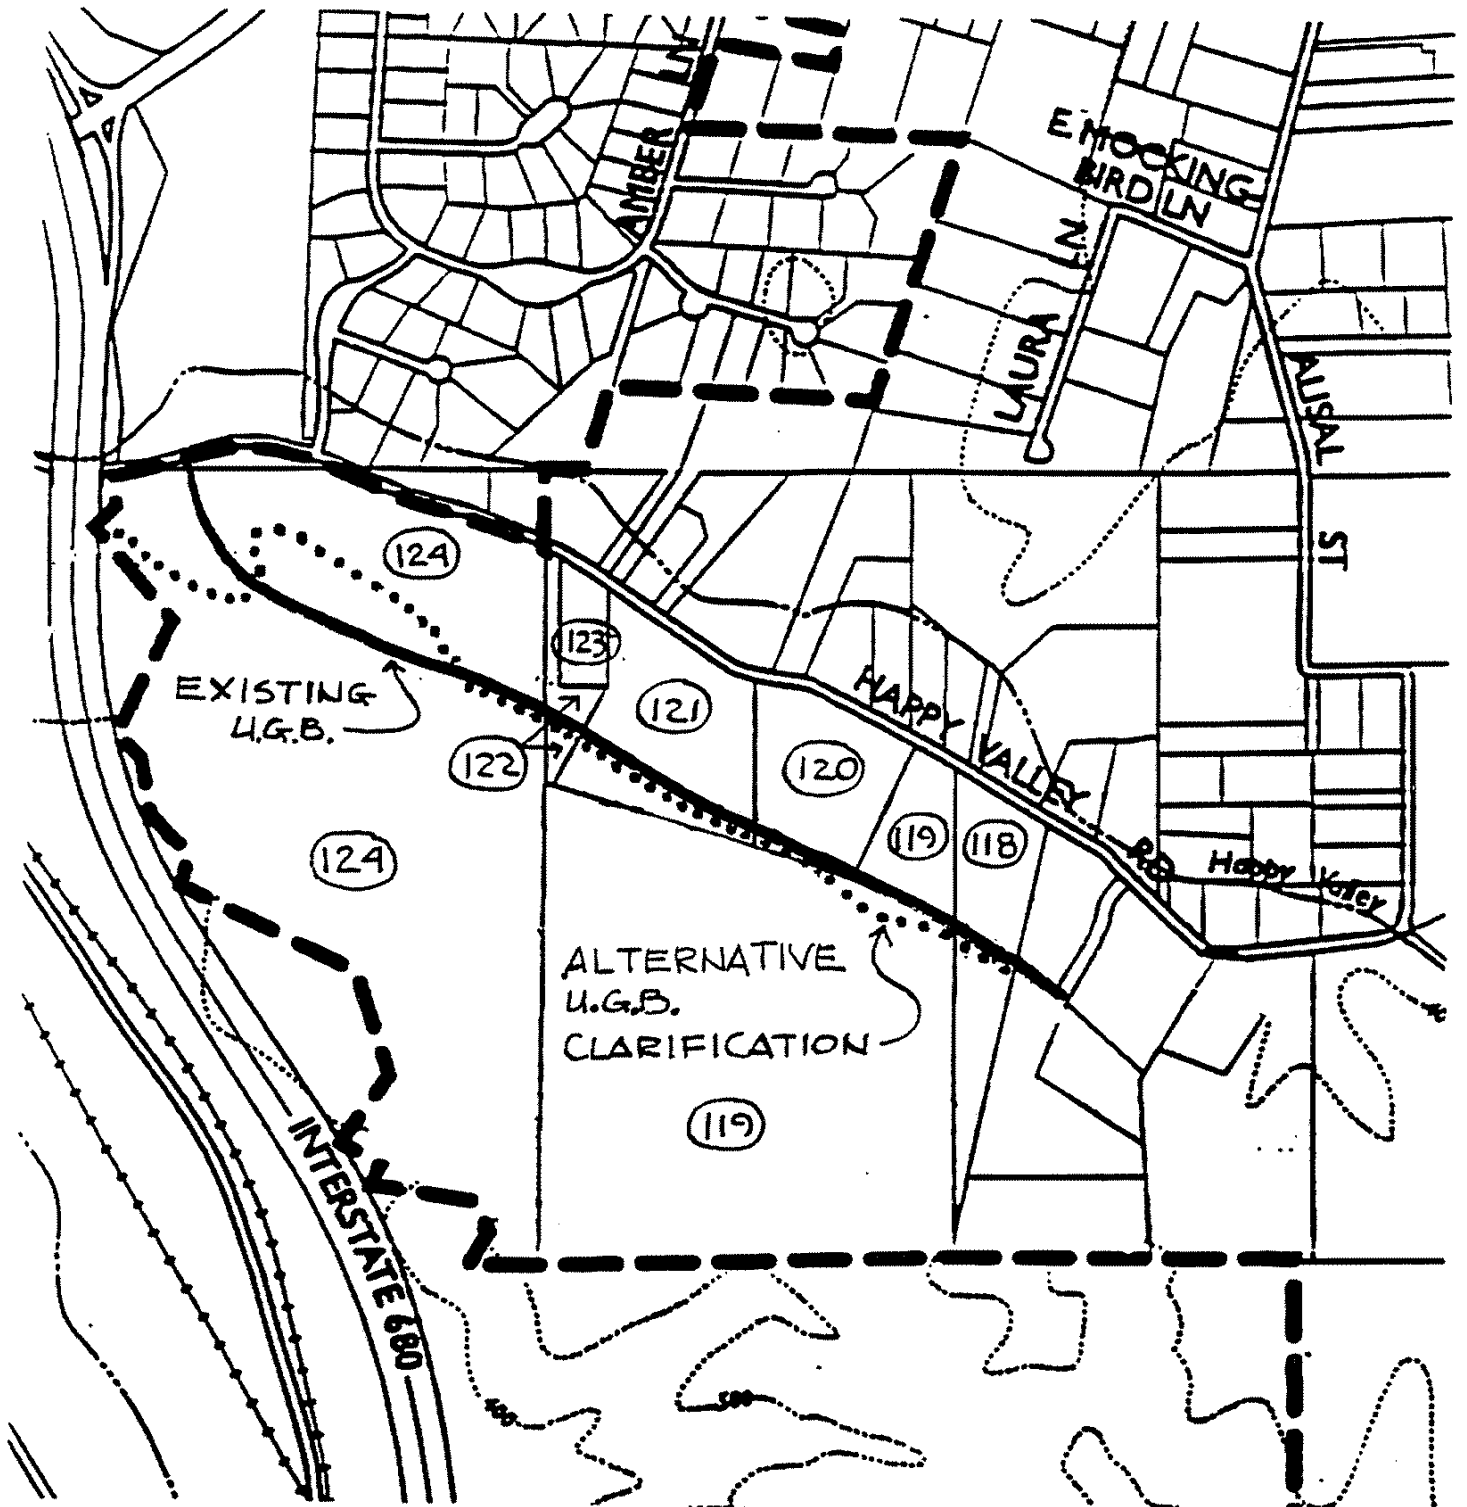 AMBER LN
E MOCKING
BIRD LN
LAURA LN
ALISAL ST
124
123
EXISTING
U.G.B.
121
122
120
HAPPY VALLEY RD
119
118
Happy Valley
124
ALTERNATIVE
U.G.B.
CLARIFICATION
119
INTERSTATE 680
400
500